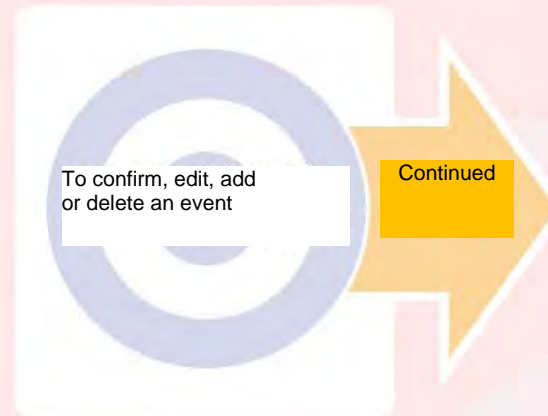 To confirm, edit, add
or delete an event
Continued